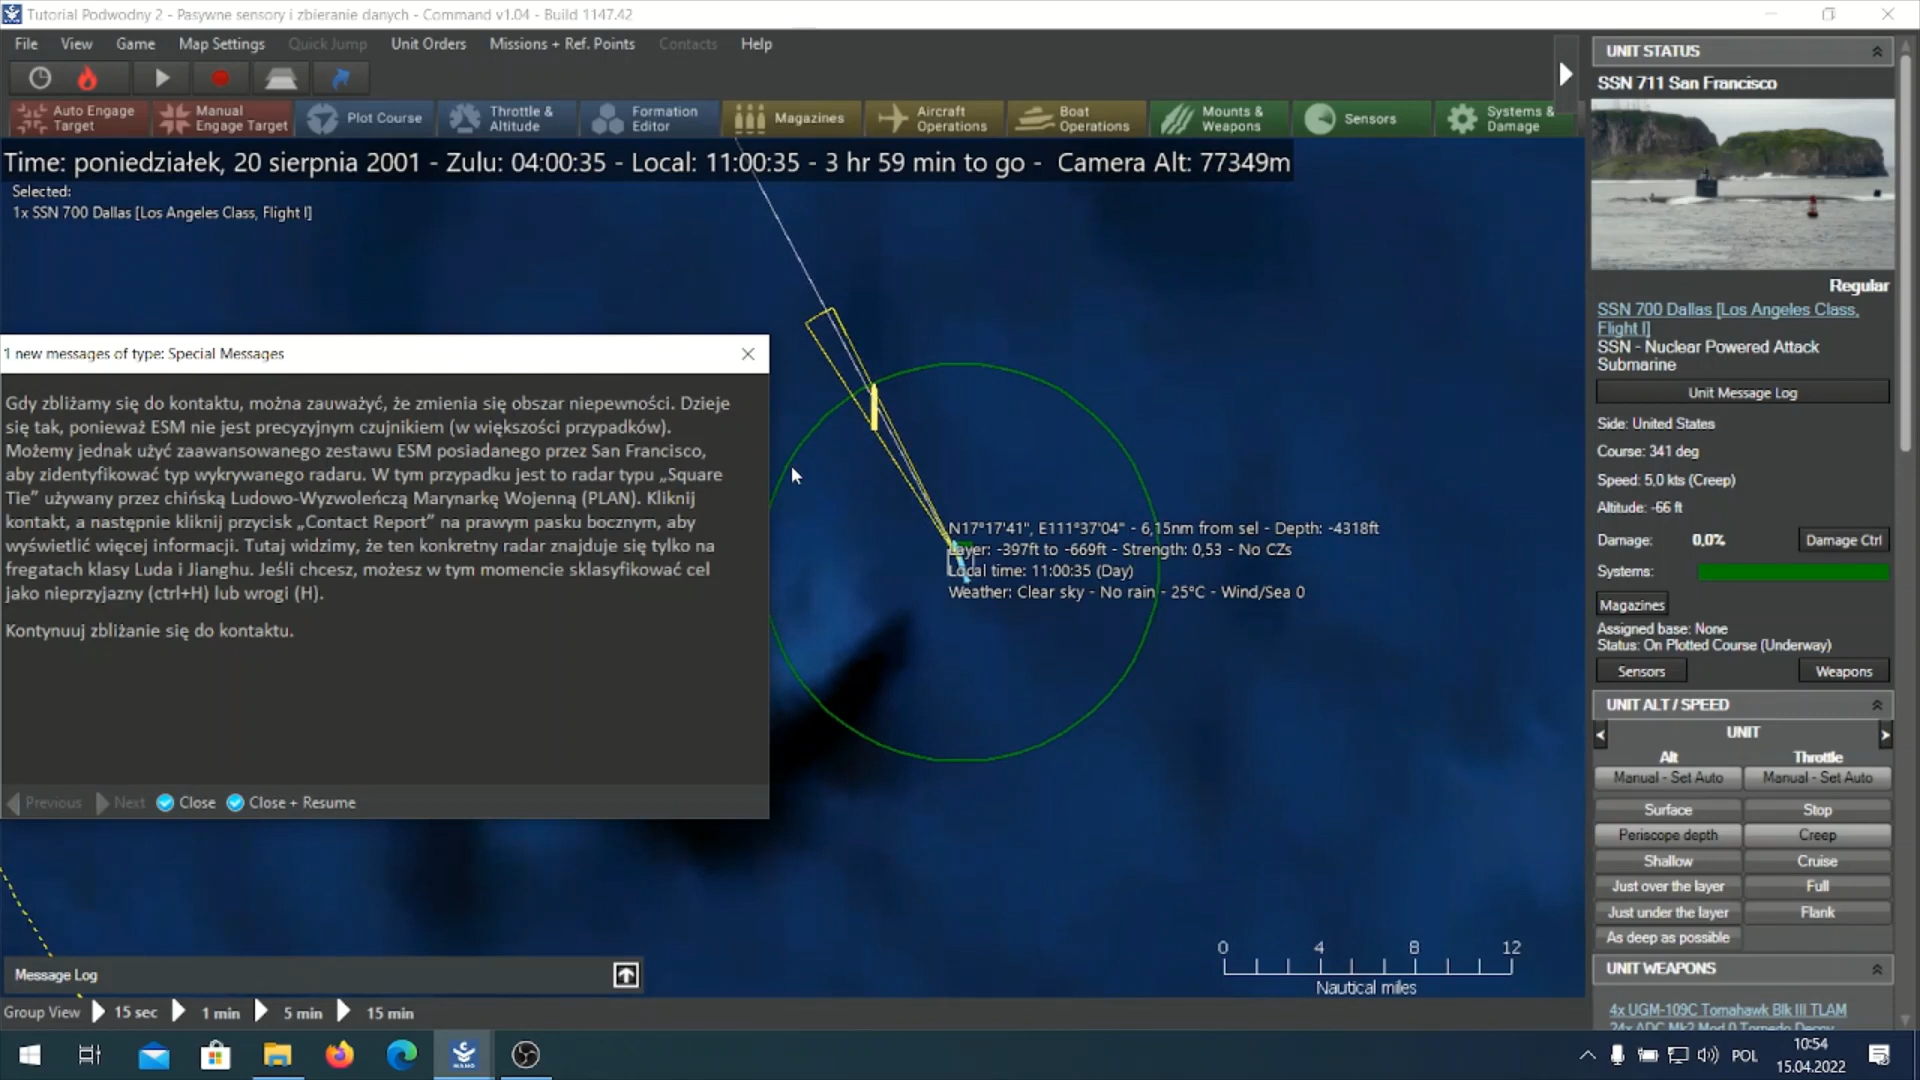 Tutorial Podwodny 2 - Pasywne sensory i zbieranie danych - Command v1.04 - Build 1147.42
File View Game Map Settings Quick Jump Unit Orders Missions + Ref. Points Contacts Help
Auto Engage Target
Manual Engage Target
Plot Course
Throttle & Altitude
Formation Editor
Magazines
Aircraft Operations
Boat Operations
Mounts & Weapons
Sensors
Systems & Damage
Time: poniedziałek, 20 sierpnia 2001 - Zulu: 04:00:35 - Local: 11:00:35 - 3 hr 59 min to go - Camera Alt: 77349m
Selected:
1x SSN 700 Dallas [Los Angeles Class, Flight I]
1 new messages of type: Special Messages
Gdy zbliżamy się do kontaktu, można zauważyć, że zmienia się obszar niepewności. Dzieje
się tak, ponieważ ESM nie jest precyzyjnym czujnikiem (w większości przypadków).
Możemy jednak użyć zaawansowanego zestawu ESM posiadanego przez San Francisco,
aby zidentyfikować typ wykrywanego radaru. W tym przypadku jest to radar typu „Square
Tie” używany przez chińską Ludowo-Wyzwoleńczą Marynarkę Wojenną (PLAN). Kliknij
kontakt, a następnie kliknij przycisk „Contact Report” na prawym pasku bocznym, aby
wyświetlić więcej informacji. Tutaj widzimy, że ten konkretny radar znajduje się tylko na
fregatach klasy Luda i Jianghu. Jeśli chcesz, możesz w tym momencie sklasyfikować cel
jako nieprzyjazny (ctrl+H) lub wrogi (H).
Kontynuuj zbliżanie się do kontaktu.
Previous Next Close Close + Resume
N17°17'41", E111°37'04" - 6,15nm from sel - Depth: -4318ft
Layer: -397ft to -669ft - Strength: 0,53 - No CZs
Local time: 11:00:35 (Day)
Weather: Clear sky - No rain - 25°C - Wind/Sea 0
0 4 8 12
Nautical miles
Message Log
Group View 15 sec 1 min 5 min 15 min
UNIT STATUS
SSN 711 San Francisco
Regular
SSN 700 Dallas [Los Angeles Class,
Flight I]
SSN - Nuclear Powered Attack
Submarine
Unit Message Log
Side: United States
Course: 341 deg
Speed: 5,0 kts (Creep)
Altitude: -66 ft
Damage: 0,0% Damage Ctrl
Systems:
Magazines
Assigned base: None
Status: On Plotted Course (Underway)
Sensors Weapons
UNIT ALT / SPEED
UNIT
Alt Throttle
Manual - Set Auto Manual - Set Auto
Surface Stop
Periscope depth Creep
Shallow Cruise
Just over the layer Full
Just under the layer Flank
As deep as possible
UNIT WEAPONS
4x UGM-109C Tomahawk Blk III TLAM
24x ADC Mk2 Mod 0 Torpedo Decoy
POL
10:54
15.04.2022